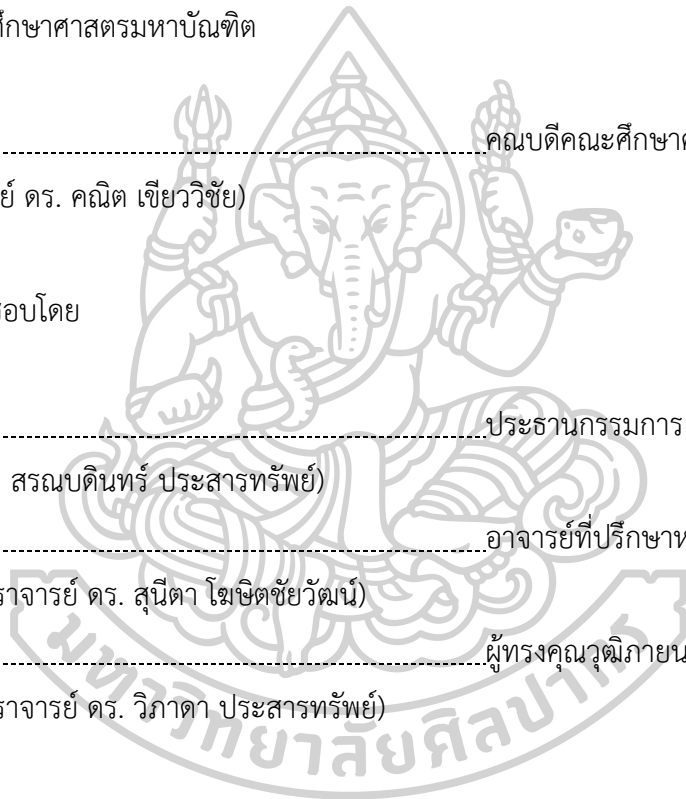 ศึกษาศาสตรมหาบัณฑิต
คณบดีคณะศึกษา
ย์ ดร. คณิต เขียววิชัย)
สอบโดย
ประธานกรรมการ
สรณบดินทร์ ประสารทรัพย์)
อาจารย์ที่ปรึกษาห
ราจารย์ ดร. สุนีตา โฆษิตชัยวัฒน์)
ผู้ทรงคุณวุฒิภายน
ราจารย์ ดร. วิภาดา ประสารทรัพย์)
มหาวิทยาลัยศิลปากร